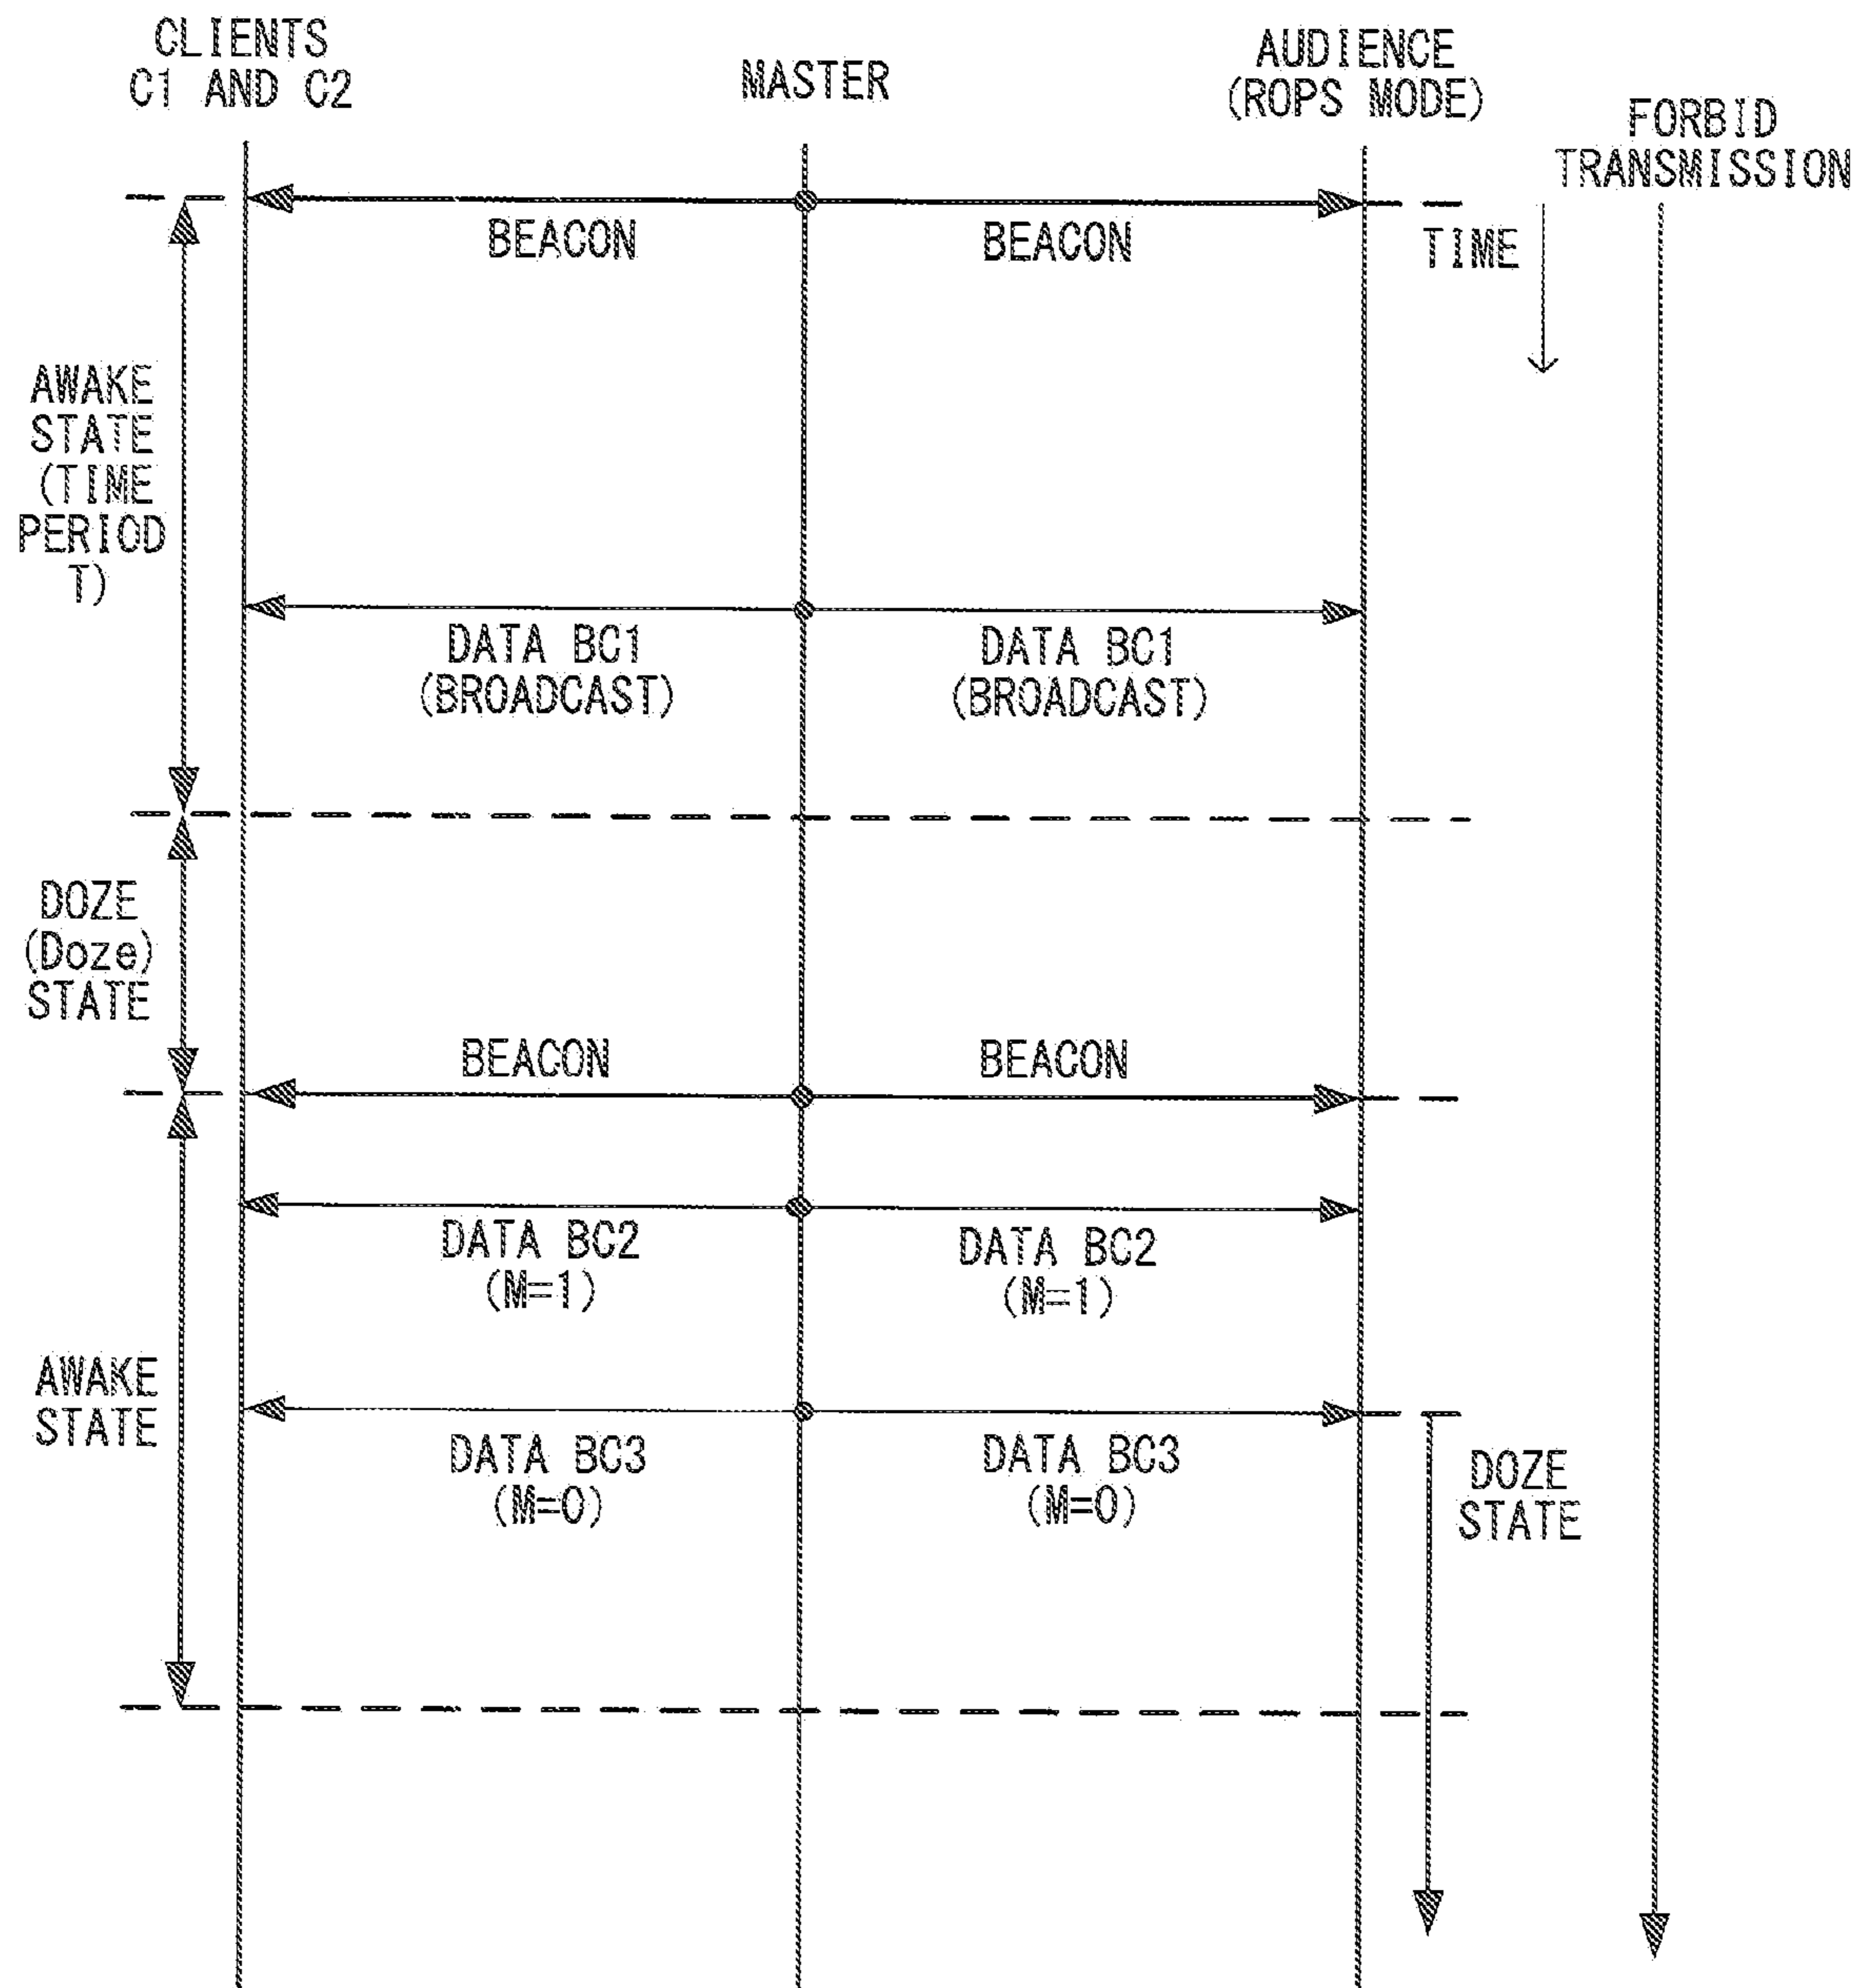 CLIENTS
C1 AND C2
MASTER
AUDIENCE
(ROPS MODE)
FORBID
TRANSMISSION
BEACON
BEACON
TIME
AWAKE
STATE
(TIME
PERIOD
T)
DATA BC1
(BROADCAST)
DATA BC1
(BROADCAST)
DOZE
(Doze)
STATE
BEACON
BEACON
DATA BC2
(M=1)
DATA BC2
(M=1)
AWAKE
STATE
DATA BC3
(M=0)
DATA BC3
(M=0)
DOZE
STATE